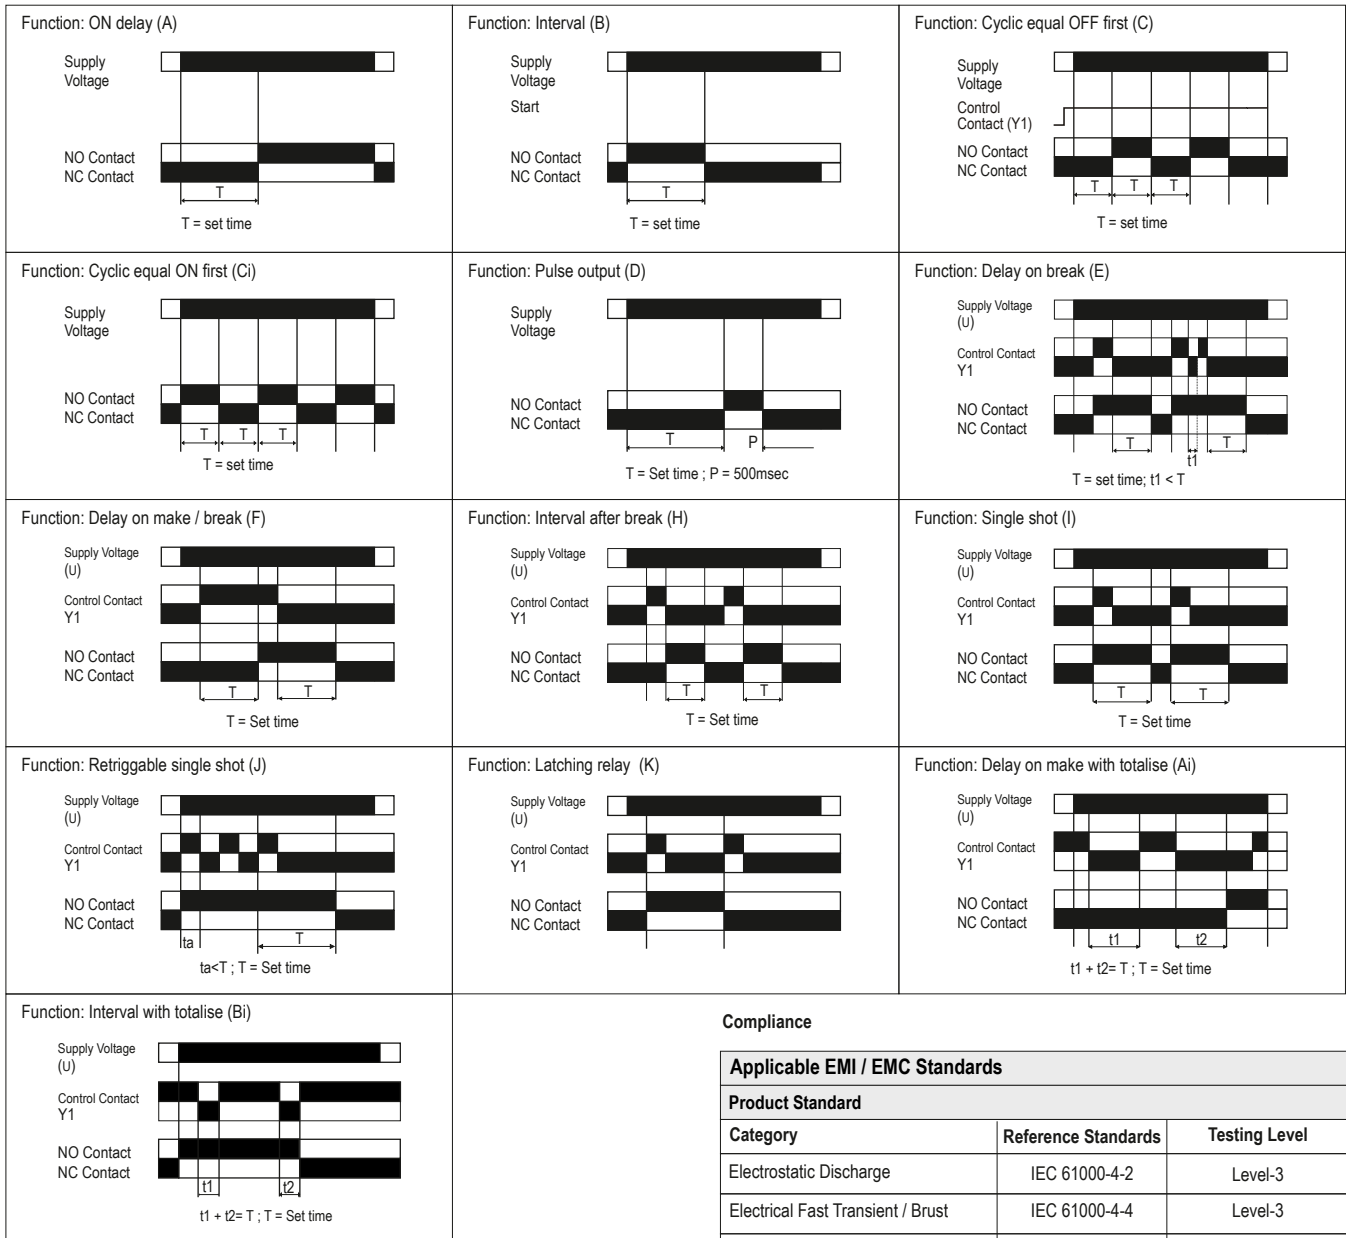 Function: ON delay (A)
Supply
Voltage
NO Contact
NC Contact
T
T = set time
Function: Interval (B)
Supply
Voltage
Start
NO Contact
NC Contact
T
T = set time
Function: Cyclic equal OFF first (C)
Supply
Voltage
Control
Contact (Y1)
NO Contact
NC Contact
T T T
T = set time
Function: Cyclic equal ON first (Ci)
Supply
Voltage
NO Contact
NC Contact
T T T
T = set time
Function: Pulse output (D)
Supply
Voltage
NO Contact
NC Contact
T P
T = Set time ; P = 500msec
Function: Delay on break (E)
Supply Voltage
(U)
Control Contact
Y1
NO Contact
NC Contact
T t1 T
T = set time; t1 < T
Function: Delay on make / break (F)
Supply Voltage
(U)
Control Contact
Y1
NO Contact
NC Contact
T T
T = Set time
Function: Interval after break (H)
Supply Voltage
(U)
Control Contact
Y1
NO Contact
NC Contact
T T
T = Set time
Function: Single shot (I)
Supply Voltage
(U)
Control Contact
Y1
NO Contact
NC Contact
T T
T = Set time
Function: Retriggable single shot (J)
Supply Voltage
(U)
Control Contact
Y1
NO Contact
NC Contact
ta T
ta<T ; T = Set time
Function: Latching relay (K)
Supply Voltage
(U)
Control Contact
Y1
NO Contact
NC Contact
Function: Delay on make with totalise (Ai)
Supply Voltage
(U)
Control Contact
Y1
NO Contact
NC Contact
t1 t2
t1 + t2= T ; T = Set time
Function: Interval with totalise (Bi)
Supply Voltage
(U)
Control Contact
Y1
NO Contact
NC Contact
t1 t2
t1 + t2= T ; T = Set time
Compliance
Applicable EMI / EMC Standards
Product Standard
Category Reference Standards Testing Level
Electrostatic Discharge IEC 61000-4-2 Level-3
Electrical Fast Transient / Brust IEC 61000-4-4 Level-3